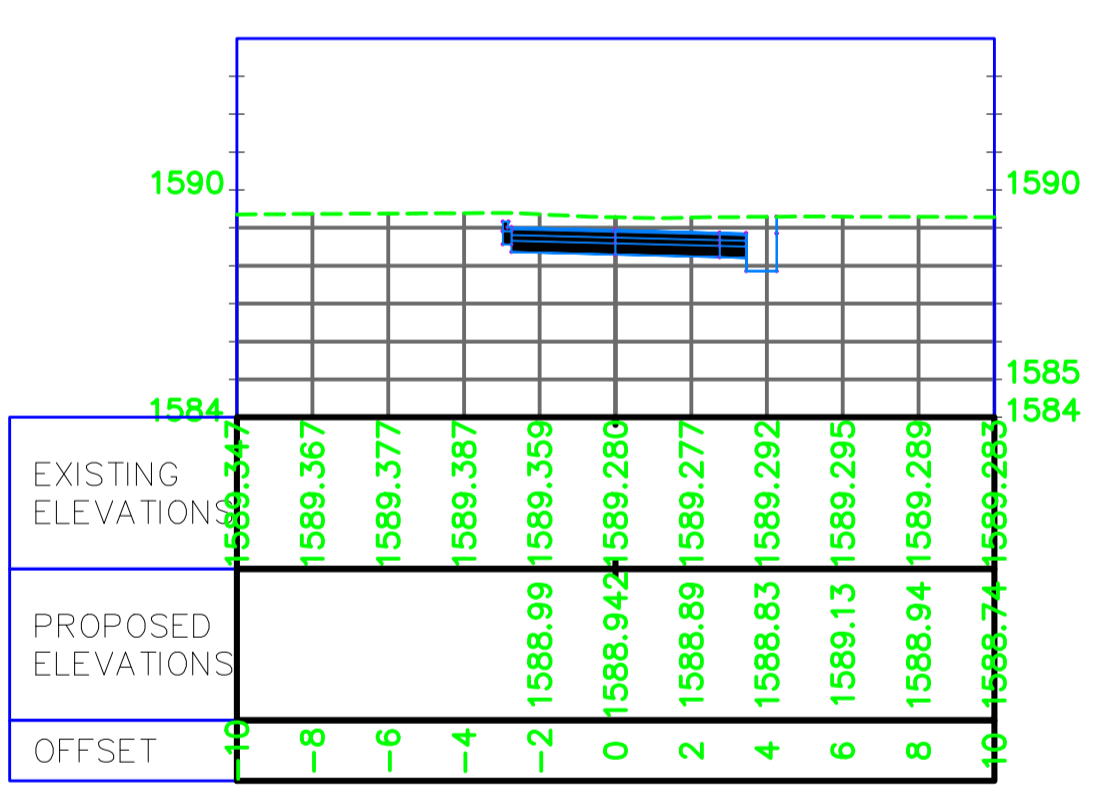 1590 1590
1585
1584 1584
EXISTING
ELEVATIONS
1589.347 1589.367 1589.377 1589.387 1589.359 1589.280 1589.277 1589.292 1589.295 1589.289 1589.283
PROPOSED
ELEVATIONS
1588.99 1588.942 1588.89 1588.83 1589.13 1588.94 1588.74
OFFSET -10 -8 -6 -4 -2 0 2 4 6 8 10